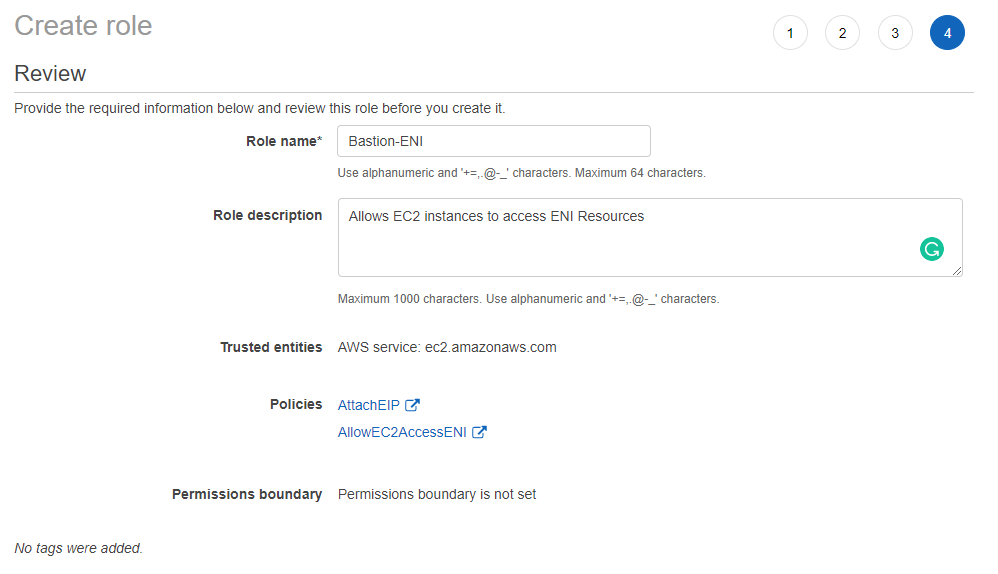 Create role
1 2 3 4
Review
Provide the required information below and review this role before you create it.
Role name* Bastion-ENI
Use alphanumeric and '+=,.@-_' characters. Maximum 64 characters.
Role description Allows EC2 instances to access ENI Resources
Maximum 1000 characters. Use alphanumeric and '+=,.@-_' characters.
Trusted entities AWS service: ec2.amazonaws.com
Policies AttachEIP
AllowEC2AccessENI
Permissions boundary Permissions boundary is not set
No tags were added.